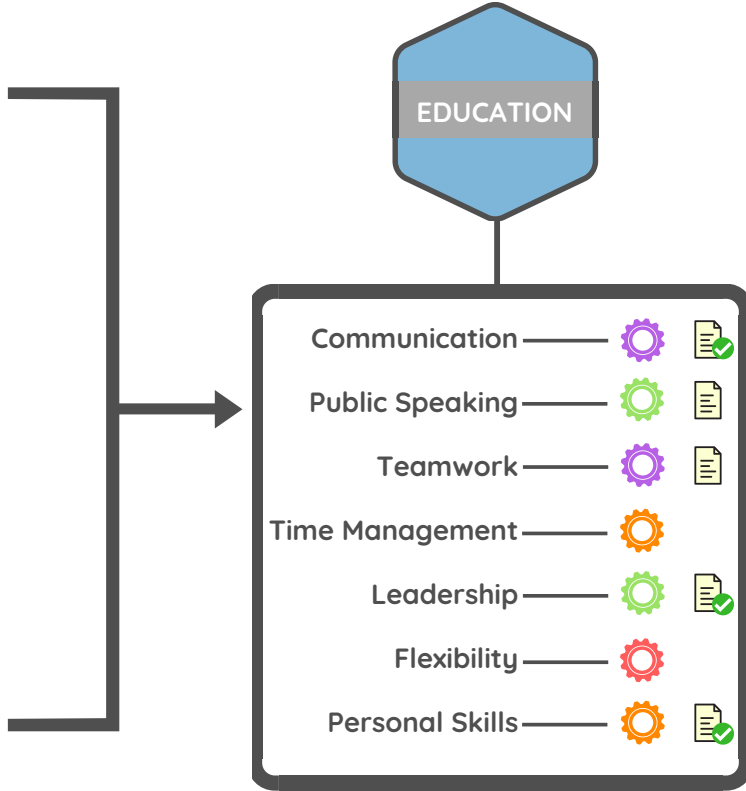 EDUCATION
Communication
Public Speaking
Teamwork
Time Management
Leadership
Flexibility
Personal Skills